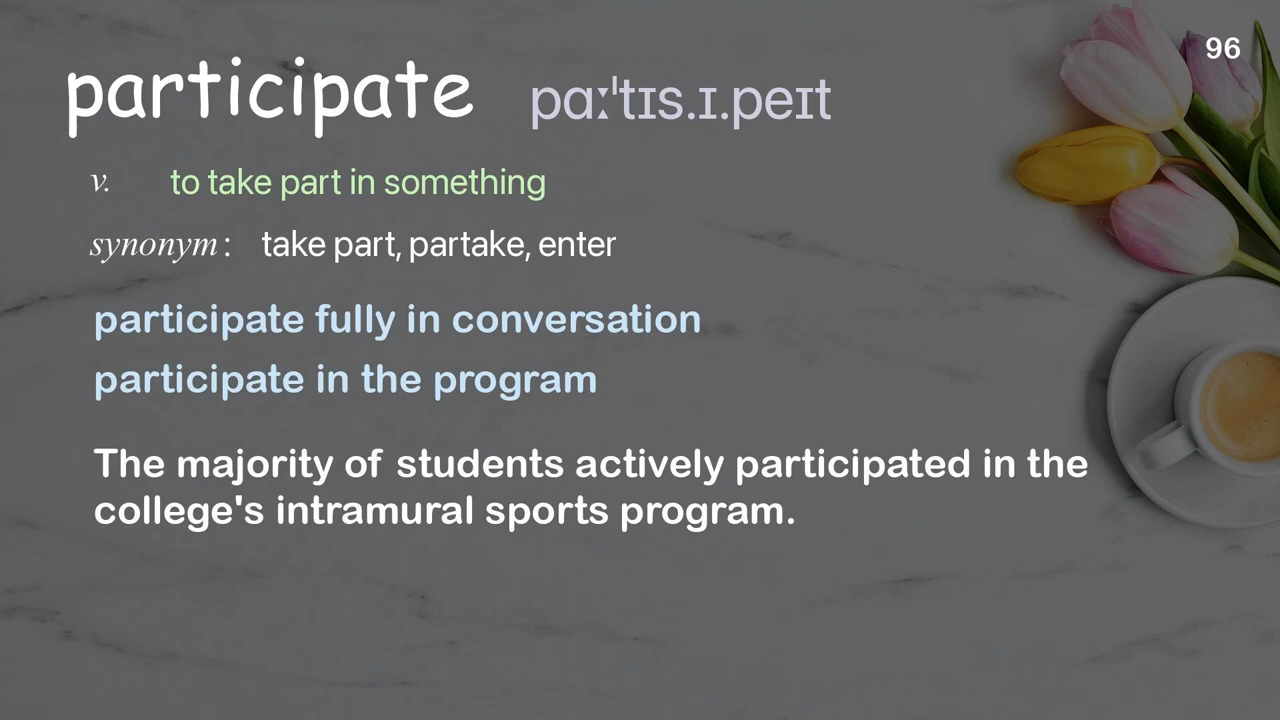 96
participate pɑːˈtɪs.ɪ.peɪt
v. to take part in something
synonym : take part, partake, enter
participate fully in conversation
participate in the program
The majority of students actively participated in the
college's intramural sports program.